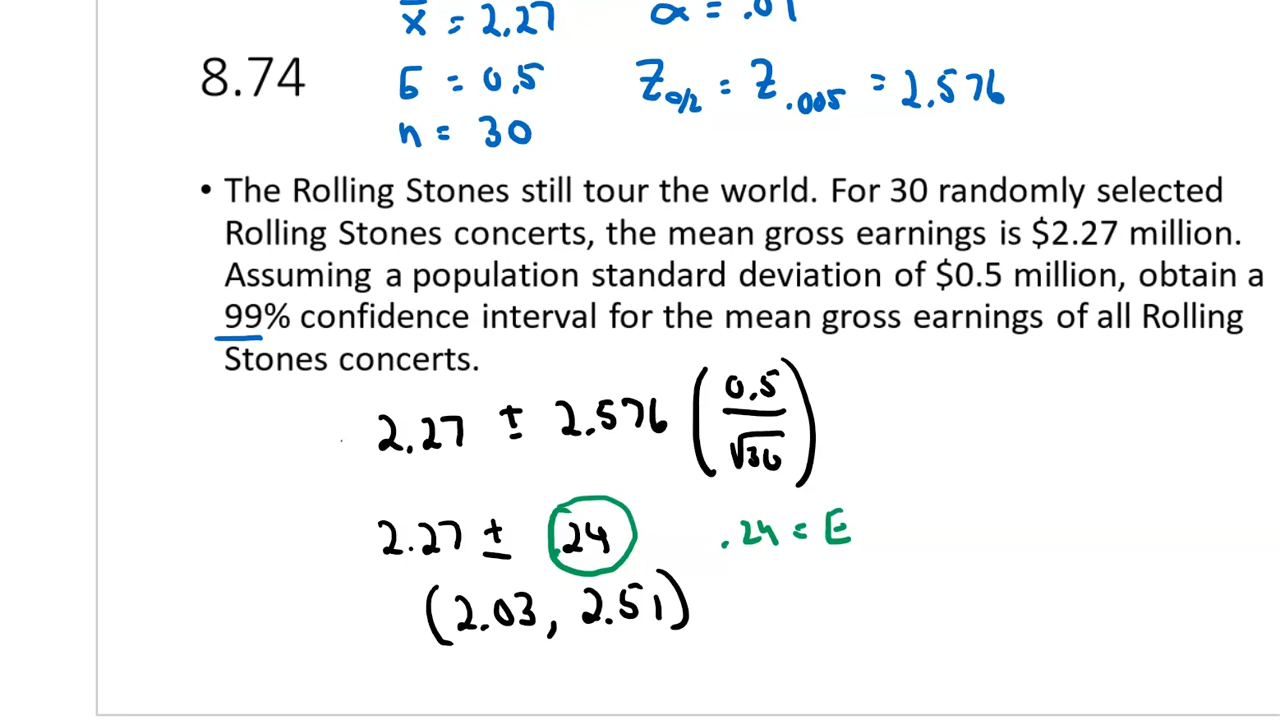 x̄ = 2.27 α = .01
8.74 σ = 0.5 Z α/2 = Z .005 = 2.576
n = 30
• The Rolling Stones still tour the world. For 30 randomly selected
Rolling Stones concerts, the mean gross earnings is $2.27 million.
Assuming a population standard deviation of $0.5 million, obtain a
99% confidence interval for the mean gross earnings of all Rolling
Stones concerts.
2.27 ± 2.576 (0.5/√30)
2.27 ± .24 .24 = E
(2.03, 2.51)